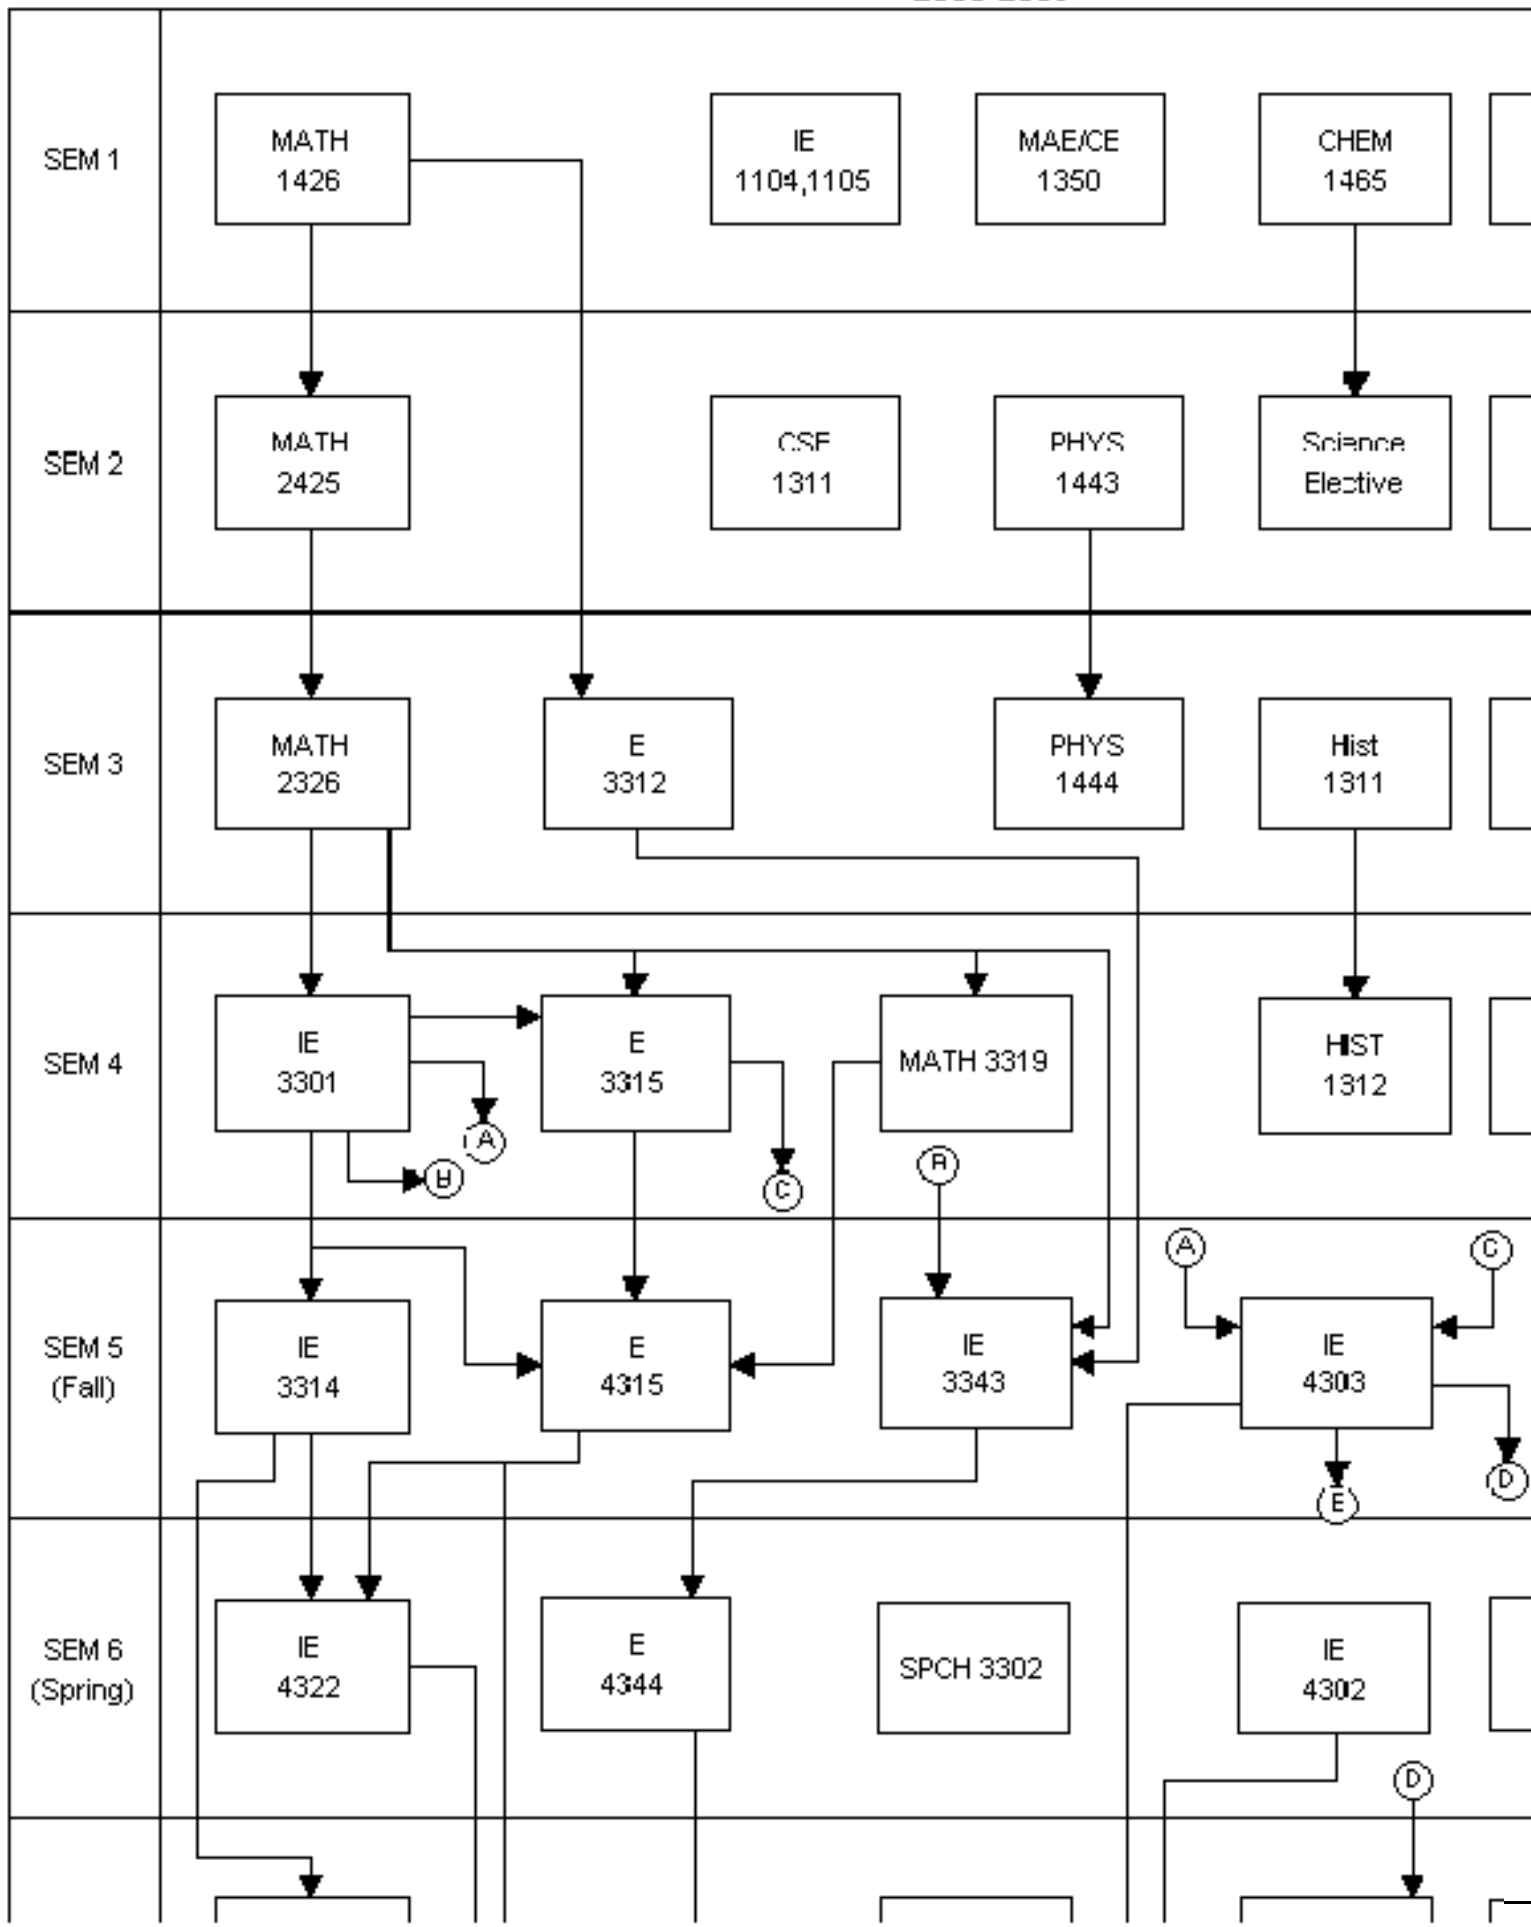 SEM 1
MATH
1426
IE
1104,1105
MAE/CE
1350
CHEM
1465
SEM 2
MATH
2425
CSE
1311
PHYS
1443
Science
Elective
SEM 3
MATH
2326
E
3312
PHYS
1444
Hist
1311
SEM 4
IE
3301
E
3315
MATH 3319
HIST
1312
A
B
B
C
A
C
SEM 5
(Fall)
IE
3314
E
4315
IE
3343
IE
4303
D
E
SEM 6
(Spring)
IE
4322
E
4344
SPCH 3302
IE
4302
D